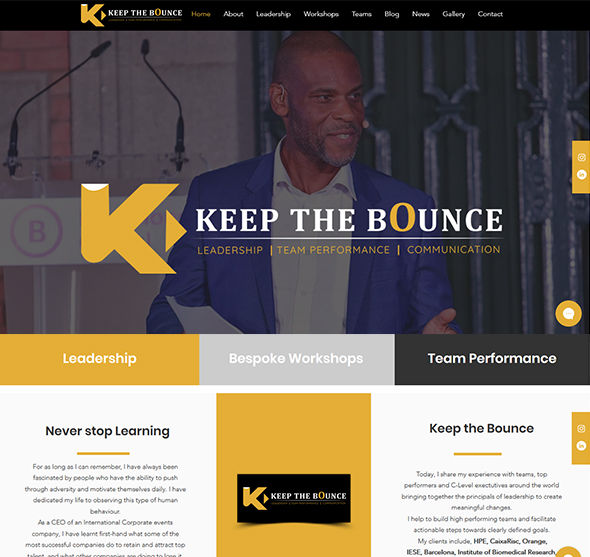 KEEP THE BOUNCE
LEADERSHIP | TEAM PERFORMANCE & COMMUNICATION
Home About Leadership Workshops Teams Blog News Gallery Contact
B
KEEP THE BOUNCE
LEADERSHIP | TEAM PERFORMANCE | COMMUNICATION
Leadership
Bespoke Workshops
Team Performance
Never stop Learning
For as long as I can remember, I have always been
fascinated by people who have the ability to push
through adversity and motivate themselves daily. I have
dedicated my life to observing this type of human
behaviour.
As a CEO of an International Corporate events
company, I have learnt first-hand what some of the
most successful companies do to retain and attract top
talent, and what other companies are doing to lose it.
KEEP THE BOUNCE
Keep the Bounce
Today, I share my experience with teams, top
performers and C-Level exectutives around the world
bringing together the principals of leadership to create
meaningful changes.
I help to build high performing teams and facilitate
actionable steps towards clearly defined goals.
My clients include, HPE, CaixaRisc, Orange,
IESE, Barcelona, Institute of Biomedical Research,